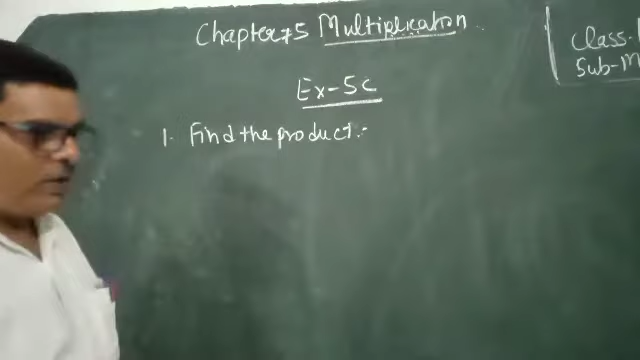 Chapter-5 Multiplication
Class-
Sub-M
Ex-5c
1. Find the product:-